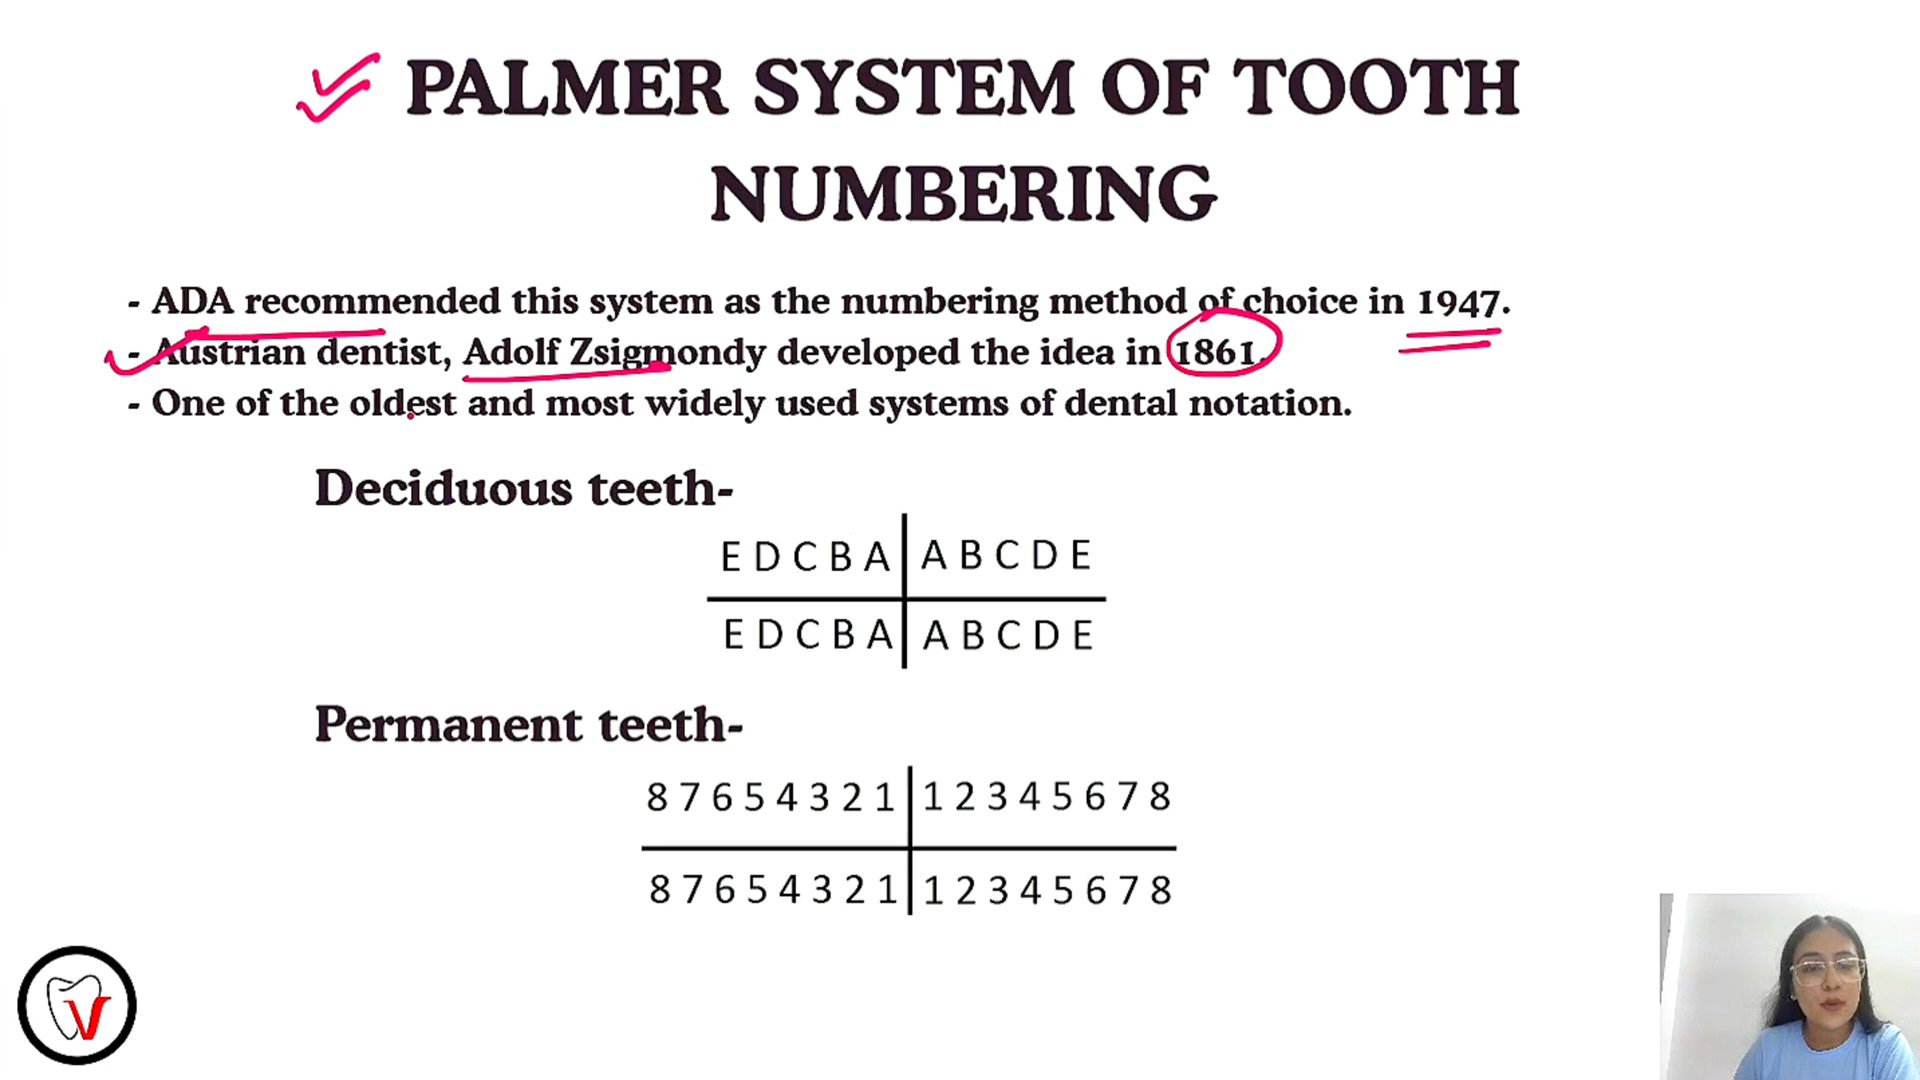 PALMER SYSTEM OF TOOTH
NUMBERING
- ADA recommended this system as the numbering method of choice in 1947.
- Austrian dentist, Adolf Zsigmondy developed the idea in 1861.
- One of the oldest and most widely used systems of dental notation.
Deciduous teeth-
E D C B A | A B C D E
E D C B A | A B C D E
Permanent teeth-
8 7 6 5 4 3 2 1 | 1 2 3 4 5 6 7 8
8 7 6 5 4 3 2 1 | 1 2 3 4 5 6 7 8
V